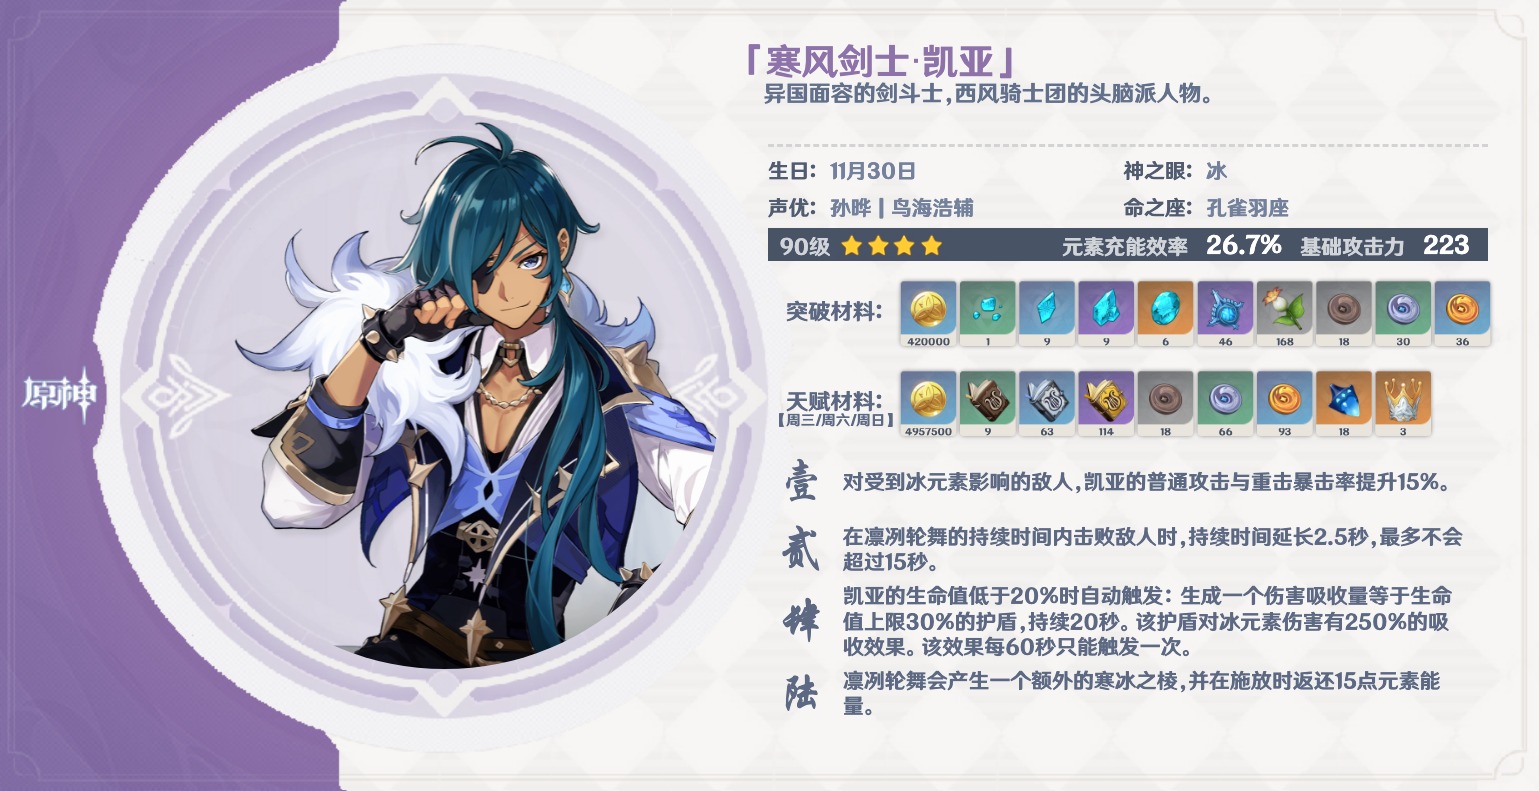 「寒风剑士·凯亚」
异国面容的剑斗士,西风骑士团的头脑派人物。
生日: 11月30日 神之眼: 冰
声优: 孙晔 | 鸟海浩辅 命之座: 孔雀羽座
90级 元素充能效率 26.7% 基础攻击力 223
突破材料:
420000 1 9 9 6 46 168 18 30 36
原神
天赋材料:
【周三/周六/周日】
4957500 9 63 114 18 66 93 18 3
壹 对受到冰元素影响的敌人,凯亚的普通攻击与重击暴击率提升15%。
贰 在凛冽轮舞的持续时间内击败敌人时,持续时间延长2.5秒,最多不会
超过15秒。
肆 凯亚的生命值低于20%时自动触发: 生成一个伤害吸收量等于生命
值上限30%的护盾,持续20秒。该护盾对冰元素伤害有250%的吸
收效果。该效果每60秒只能触发一次。
陆 凛冽轮舞会产生一个额外的寒冰之棱,并在施放时返还15点元素能
量。